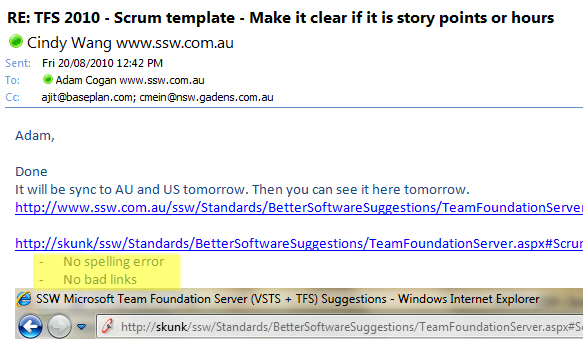 RE: TFS 2010 - Scrum template - Make it clear if it is story points or hours
Cindy Wang www.ssw.com.au
Sent: Fri 20/08/2010 12:42 PM
To: Adam Cogan www.ssw.com.au
Cc: ajit@baseplan.com; cmein@nsw.gadens.com.au
Adam,
Done
It will be sync to AU and US tomorrow. Then you can see it here tomorrow.
http://www.ssw.com.au/ssw/Standards/BetterSoftwareSuggestions/TeamFoundationServer
http://skunk/ssw/Standards/BetterSoftwareSuggestions/TeamFoundationServer.aspx#Scru
- No spelling error
- No bad links
SSW Microsoft Team Foundation Server (VSTS + TFS) Suggestions - Windows Internet Explorer
http://skunk/ssw/Standards/BetterSoftwareSuggestions/TeamFoundationServer.aspx#Sc